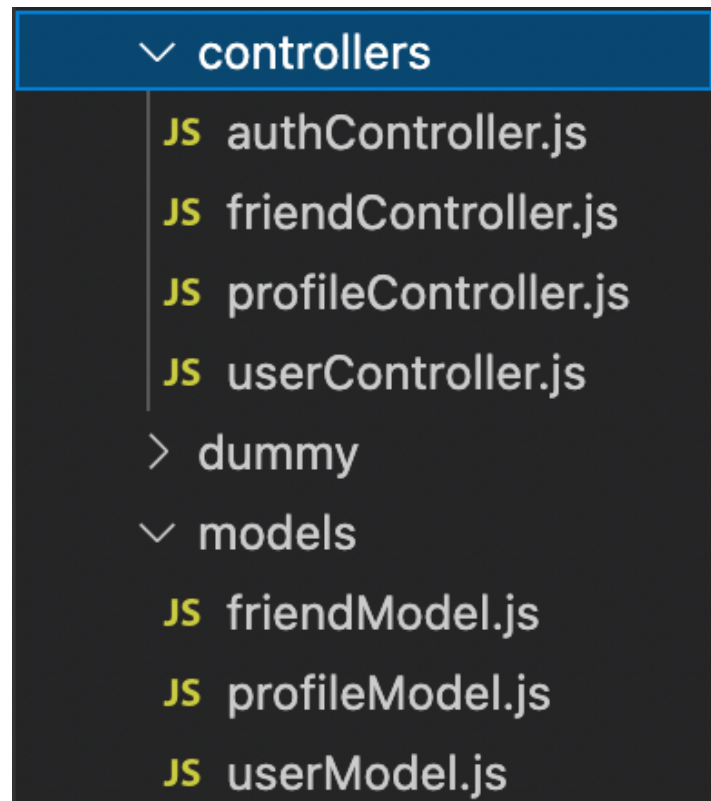 controllers
JS authController.js
JS friendController.js
JS profileController.js
JS userController.js
dummy
models
JS friendModel.js
JS profileModel.js
JS userModel.js